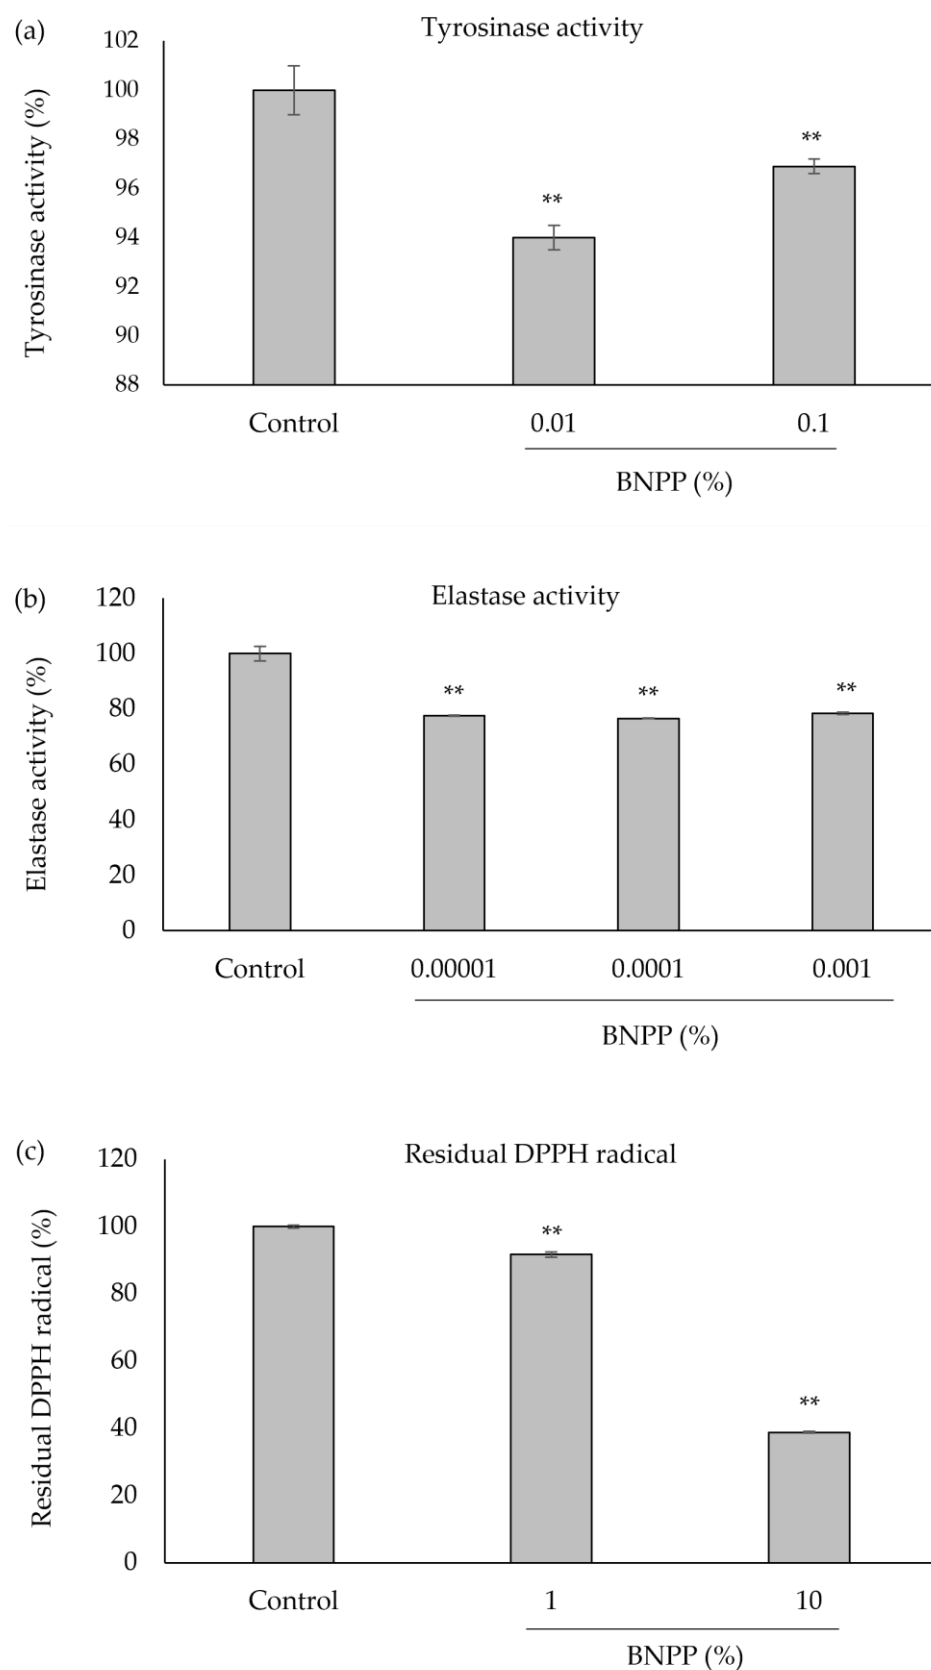 (a)
Tyrosinase activity
Tyrosinase activity (%)
102
100
98
96
94
92
90
88
**
**
Control
0.01
0.1
BNPP (%)
(b)
Elastase activity
Elastase activity (%)
120
100
80
60
40
20
0
**
**
**
Control
0.00001
0.0001
0.001
BNPP (%)
(c)
Residual DPPH radical
Residual DPPH radical (%)
120
100
80
60
40
20
0
**
**
Control
1
10
BNPP (%)